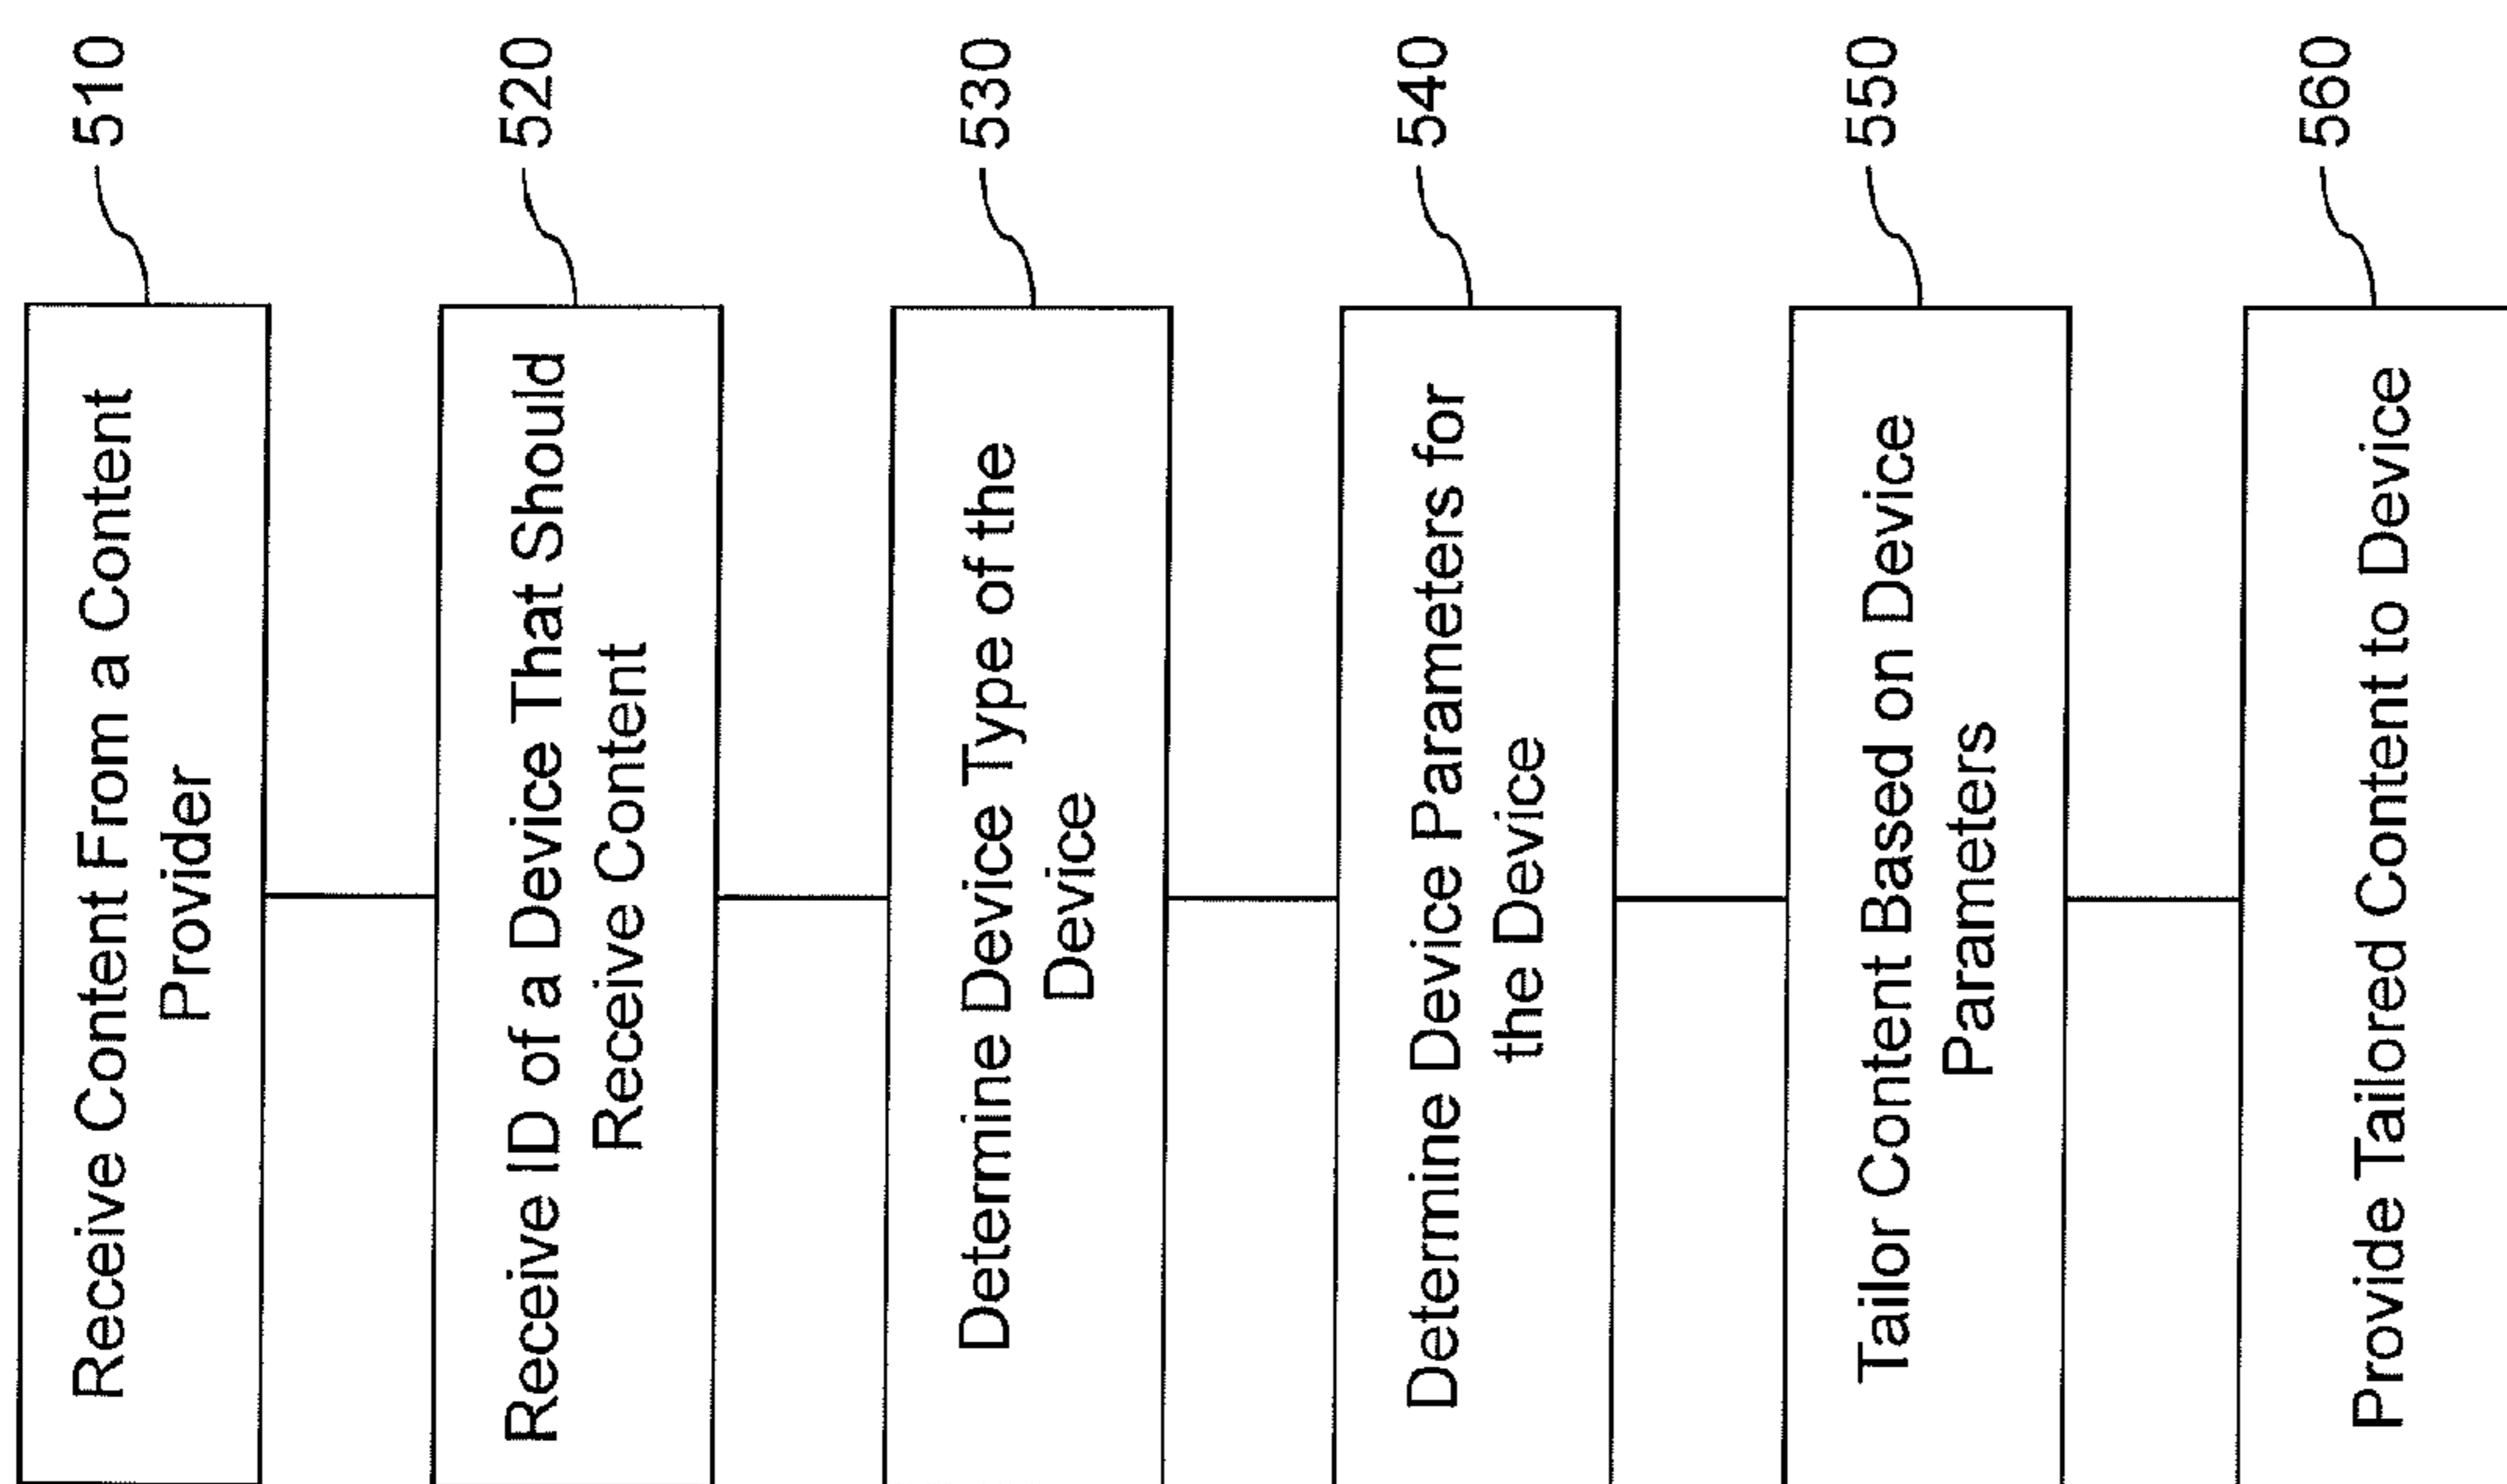 Receive Content From a Content
Provider
510
Receive ID of a Device That Should
Receive Content
520
Determine Device Type of the
Device
530
Determine Device Parameters for
the Device
540
Tailor Content Based on Device
Parameters
550
Provide Tailored Content to Device
560